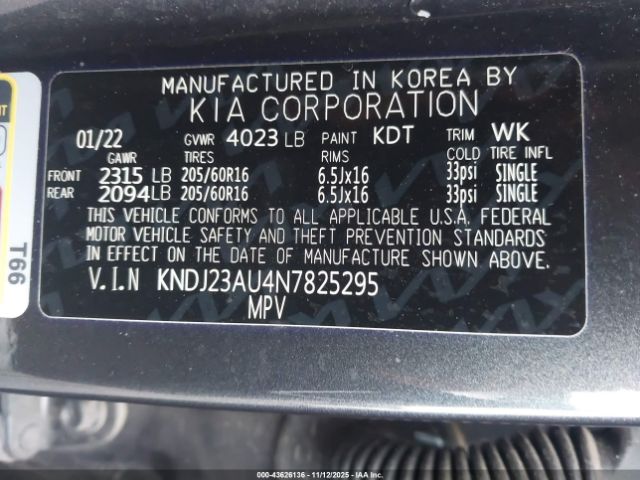 MANUFACTURED IN KOREA BY
KIA CORPORATION
01/22 GVWR 4023 LB PAINT KDT TRIM WK
GAWR TIRES RIMS COLD TIRE INFL
FRONT 2315 LB 205/60R16 6.5Jx16 33psi SINGLE
REAR 2094 LB 205/60R16 6.5Jx16 33psi SINGLE
THIS VEHICLE CONFORMS TO ALL APPLICABLE U.S.A. FEDERAL
MOTOR VEHICLE SAFETY AND THEFT PREVENTION STANDARDS
IN EFFECT ON THE DATE OF MANUFACTURE SHOWN ABOVE.
V.I.N KNDJ23AU4N7825295
MPV
T66
000-43626136 - 11/12/2025 - IAAI.COM